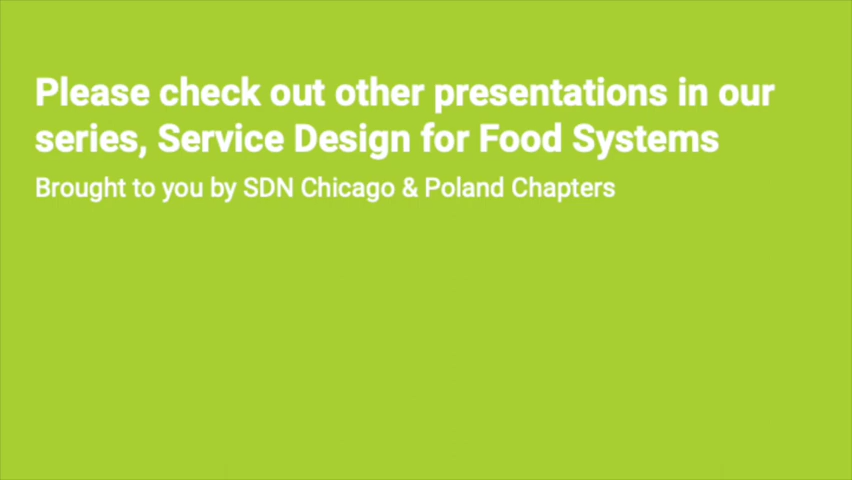 Please check out other presentations in our
series, Service Design for Food Systems
Brought to you by SDN Chicago & Poland Chapters